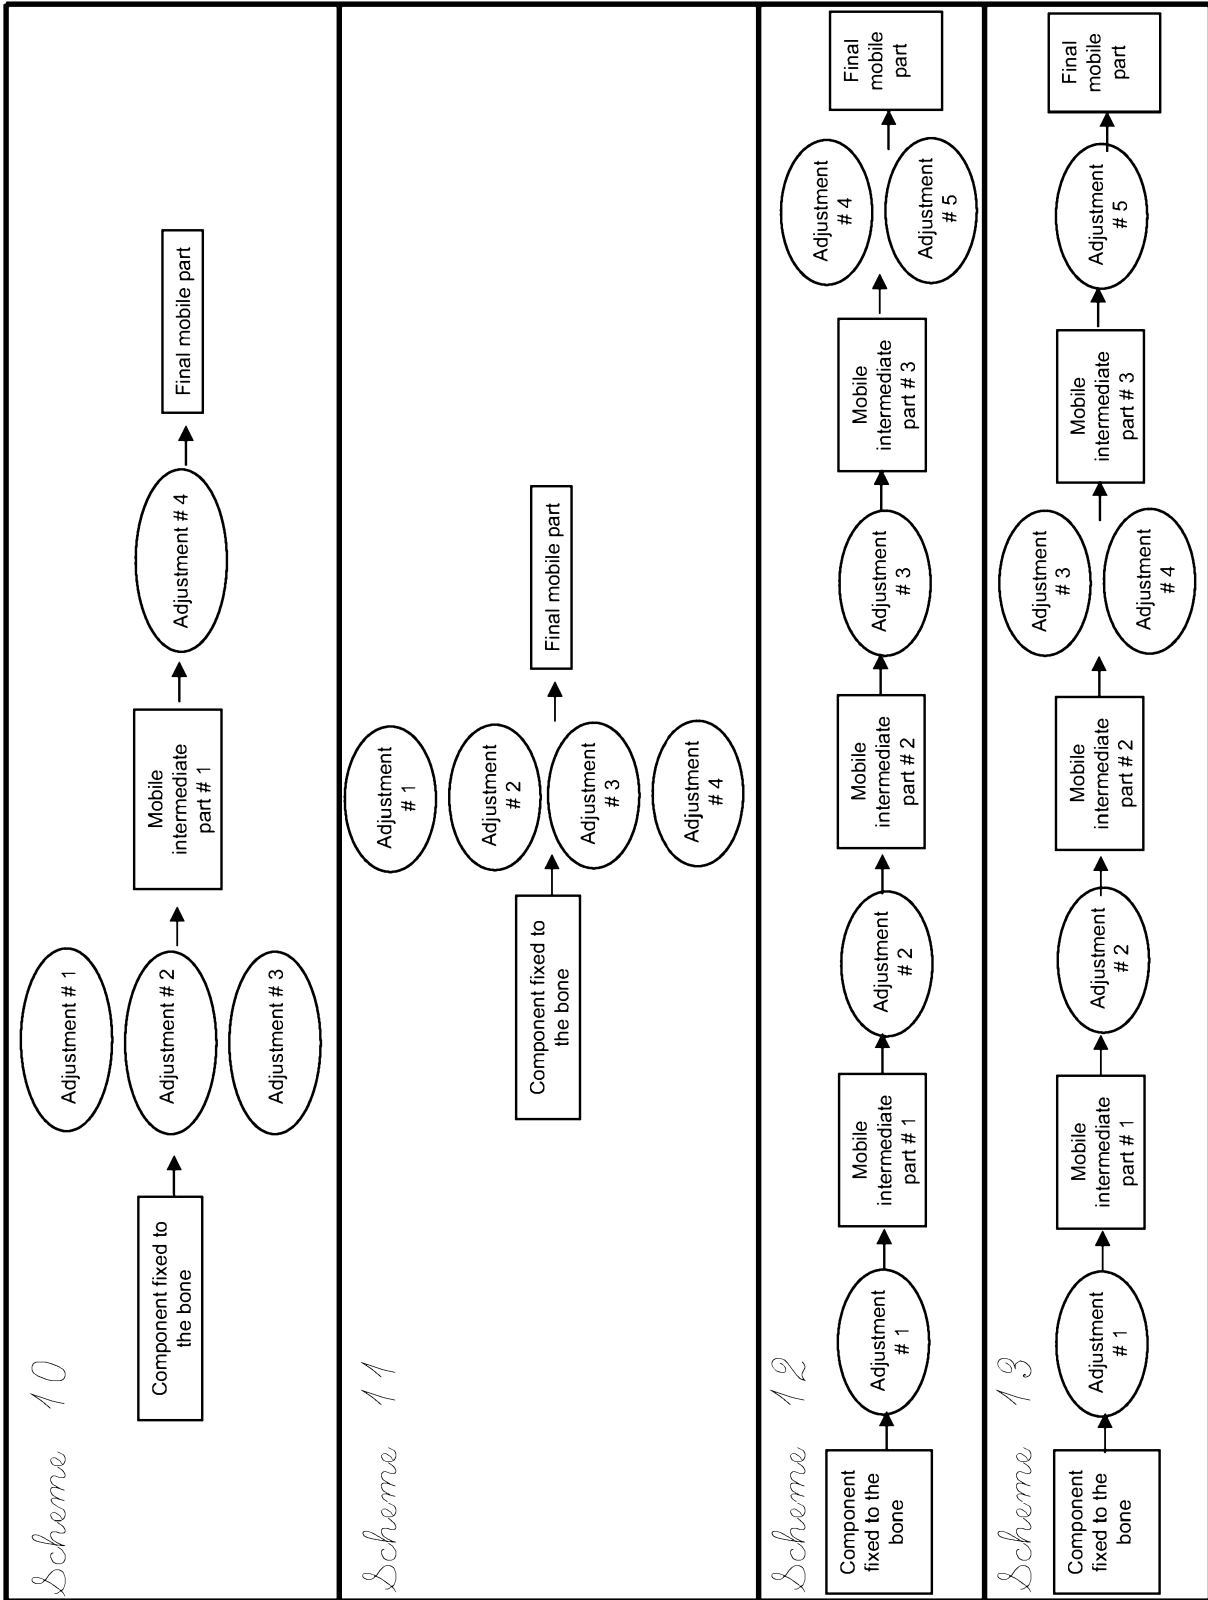 Scheme 10
Component fixed to
the bone
Adjustment # 1
Adjustment # 2
Adjustment # 3
Mobile
intermediate
part # 1
Adjustment # 4
Final mobile part
Scheme 11
Component fixed to
the bone
Adjustment
# 1
Adjustment
# 2
Adjustment
# 3
Adjustment
# 4
Final mobile part
Scheme 12
Component
fixed to the
bone
Adjustment
# 1
Mobile
intermediate
part # 1
Adjustment
# 2
Mobile
intermediate
part # 2
Adjustment
# 3
Mobile
intermediate
part # 3
Adjustment
# 4
Adjustment
# 5
Final
mobile
part
Scheme 13
Component
fixed to the
bone
Adjustment
# 1
Mobile
intermediate
part # 1
Adjustment
# 2
Mobile
intermediate
part # 2
Adjustment
# 3
Adjustment
# 4
Mobile
intermediate
part # 3
Adjustment
# 5
Final
mobile
part